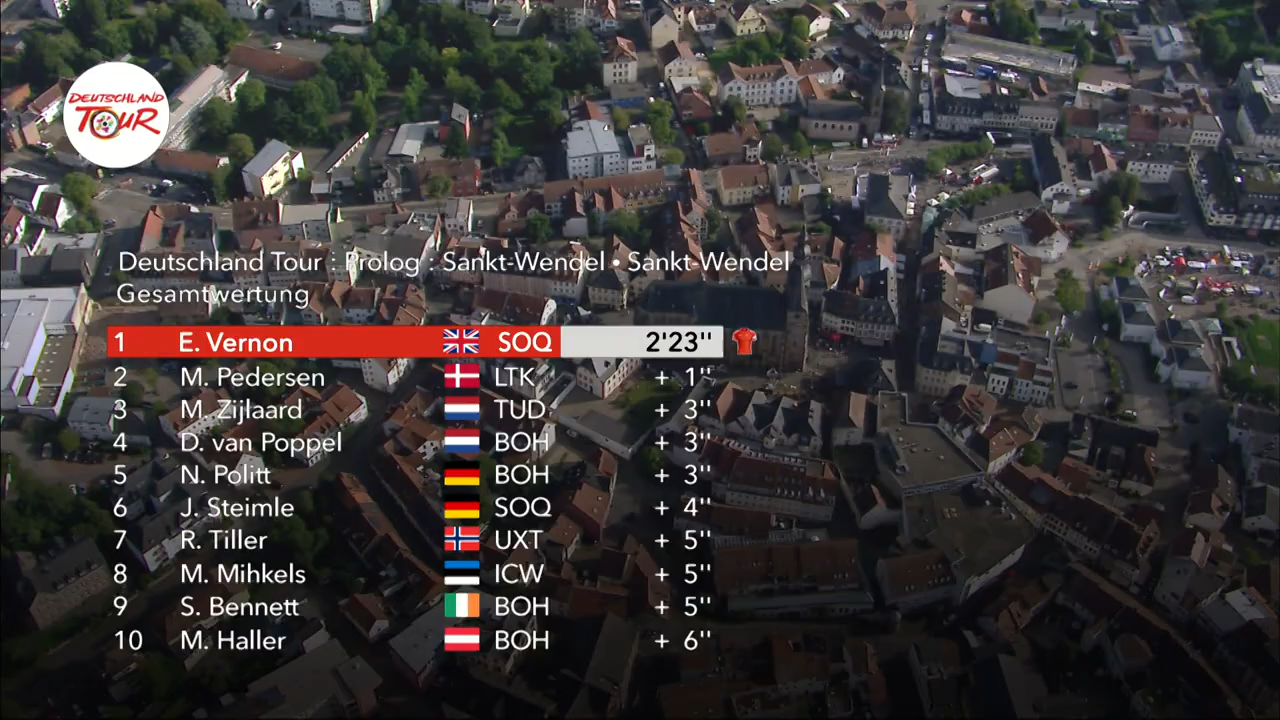 DEUTSCHLAND
TOUR
Deutschland Tour : Prolog : Sankt-Wendel • Sankt-Wendel
Gesamtwertung
1 E. Vernon SOQ 2'23''
2 M. Pedersen LTK + 1''
3 M. Zijlaard TUD + 3''
4 D. van Poppel BOH + 3''
5 N. Politt BOH + 3''
6 J. Steimle SOQ + 4''
7 R. Tiller UXT + 5''
8 M. Mihkels ICW + 5''
9 S. Bennett BOH + 5''
10 M. Haller BOH + 6''